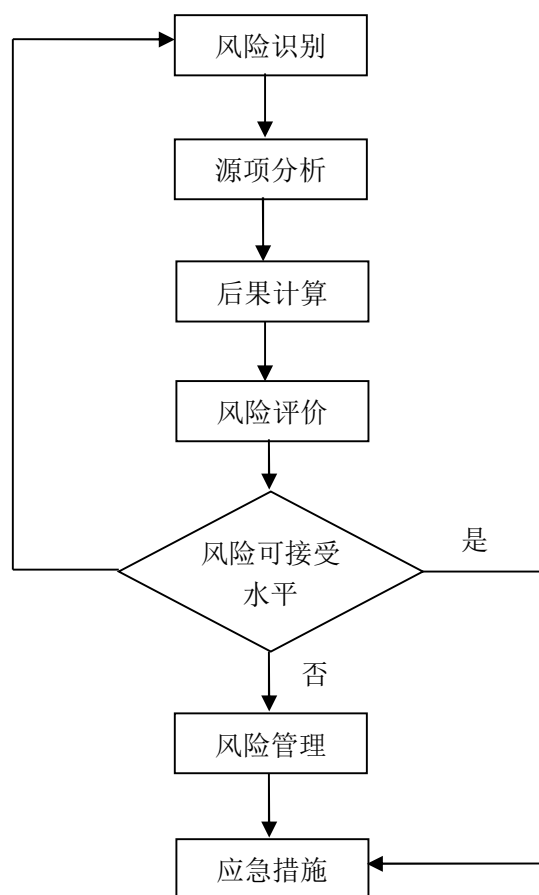 风险识别
源项分析
后果计算
风险评价
风险可接受
水平
是
否
风险管理
应急措施